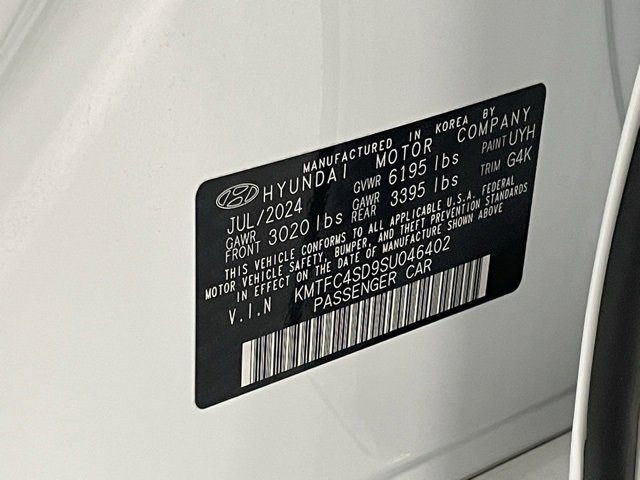 MANUFACTURED IN KOREA BY
HYUNDAI MOTOR COMPANY
JUL/2024 GVWR 6195 lbs PAINT UYH
GAWR FRONT 3020 lbs GAWR REAR 3395 lbs TRIM G4K
THIS VEHICLE CONFORMS TO ALL APPLICABLE U.S.A. FEDERAL
MOTOR VEHICLE SAFETY, BUMPER, AND THEFT PREVENTION STANDARDS
IN EFFECT ON THE DATE OF MANUFACTURE SHOWN ABOVE
V.I.N KMTFC4SD9SU046402
PASSENGER CAR